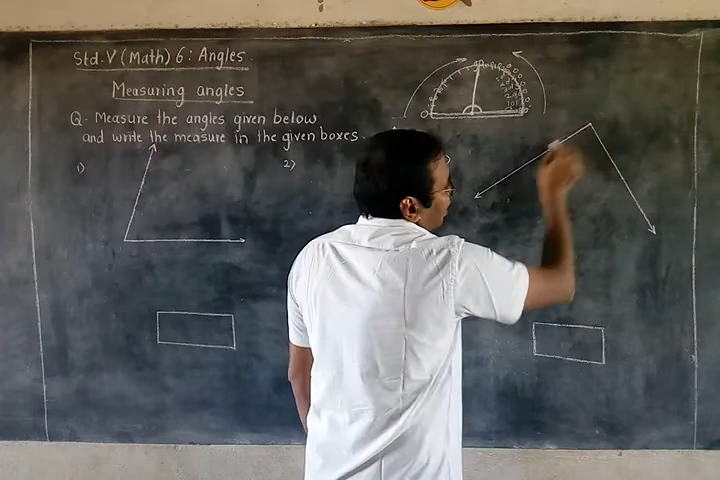 Std. V (Math) 6 : Angles.
Measuring angles
Q. Measure the angles given below
and write the measure in the given boxes.
1)
2)